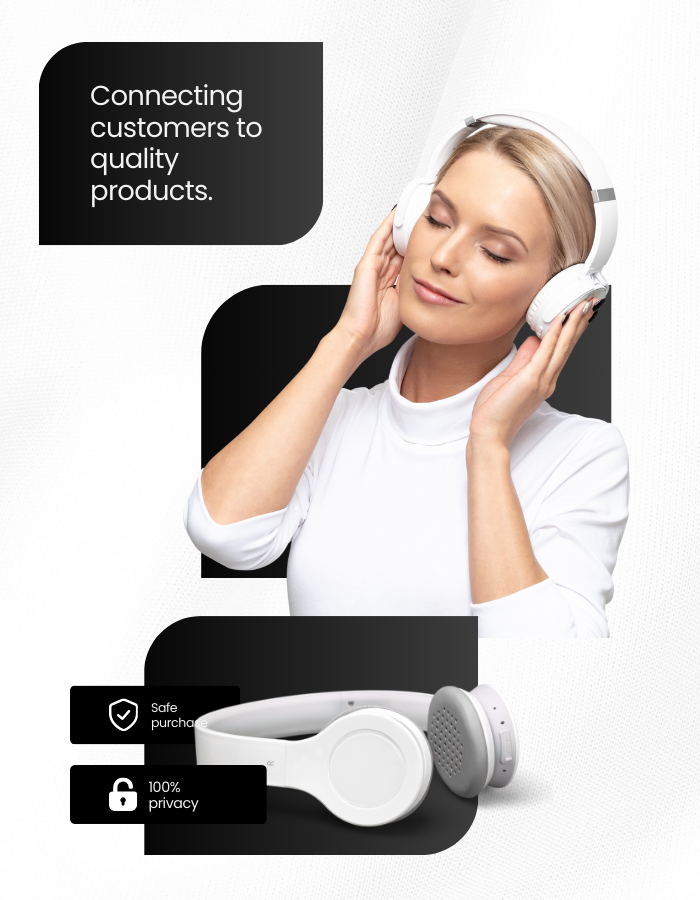 Connecting
customers to
quality
products.
Safe
purchase
100%
privacy
R